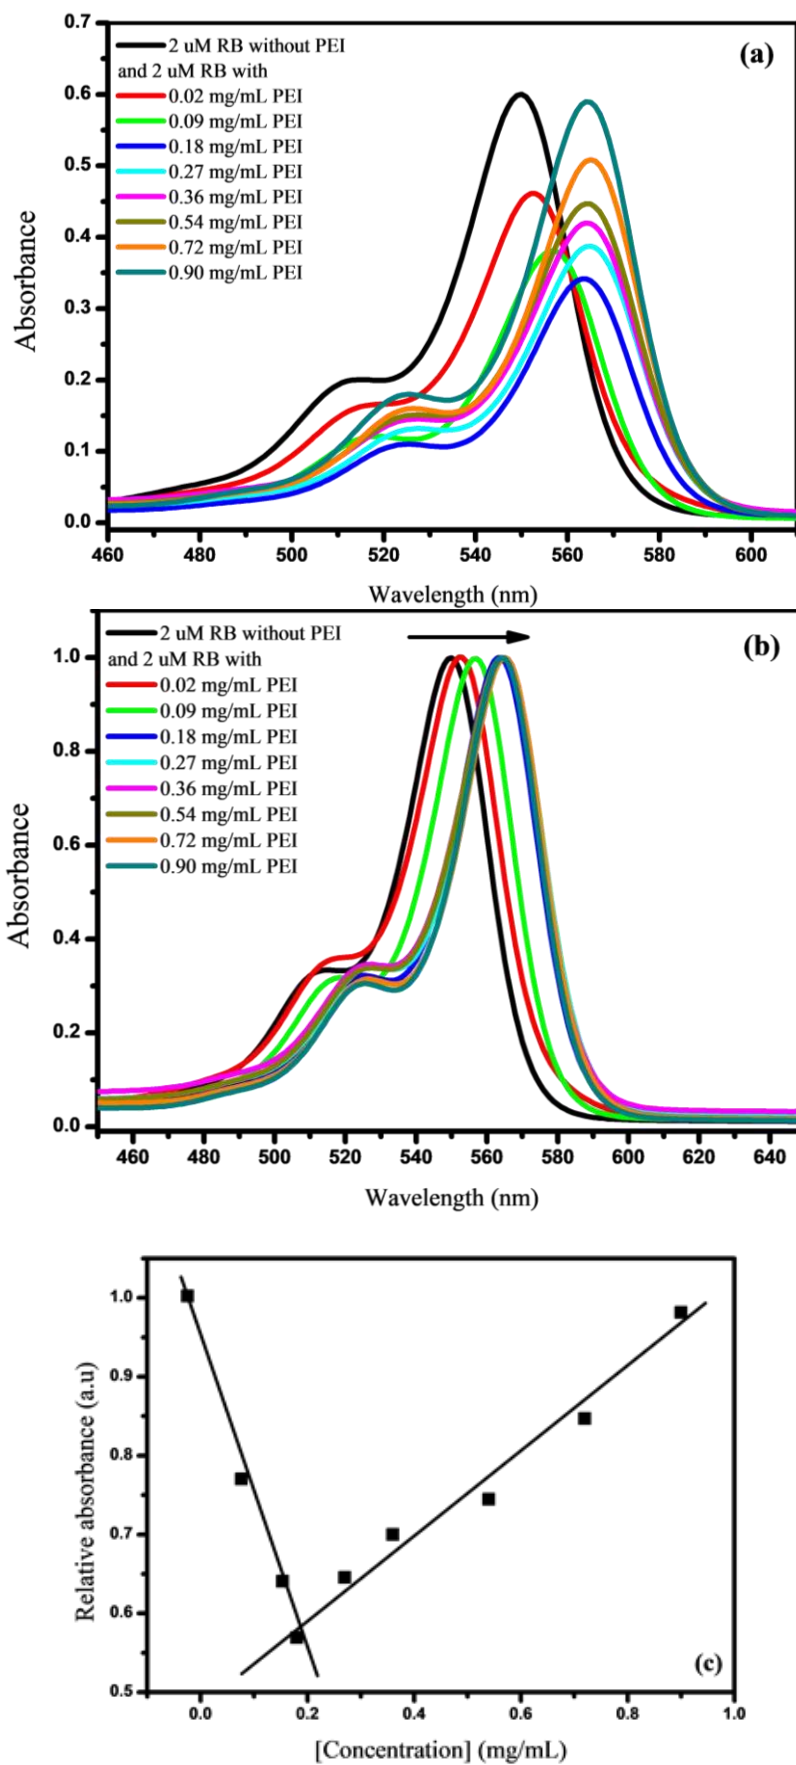 0.7
0.6
0.5
0.4
0.3
0.2
0.1
0.0
Absorbance
2 uM RB without PEI
and 2 uM RB with
0.02 mg/mL PEI
0.09 mg/mL PEI
0.18 mg/mL PEI
0.27 mg/mL PEI
0.36 mg/mL PEI
0.54 mg/mL PEI
0.72 mg/mL PEI
0.90 mg/mL PEI
(a)
460 480 500 520 540 560 580 600
Wavelength (nm)
1.0
0.8
0.6
0.4
0.2
0.0
Absorbance
2 uM RB without PEI
and 2 uM RB with
0.02 mg/mL PEI
0.09 mg/mL PEI
0.18 mg/mL PEI
0.27 mg/mL PEI
0.36 mg/mL PEI
0.54 mg/mL PEI
0.72 mg/mL PEI
0.90 mg/mL PEI
(b)
460 480 500 520 540 560 580 600 620 640
Wavelength (nm)
1.0
0.9
0.8
0.7
0.6
0.5
Relative absorbance (a.u)
(c)
0.0 0.2 0.4 0.6 0.8 1.0
[Concentration] (mg/mL)